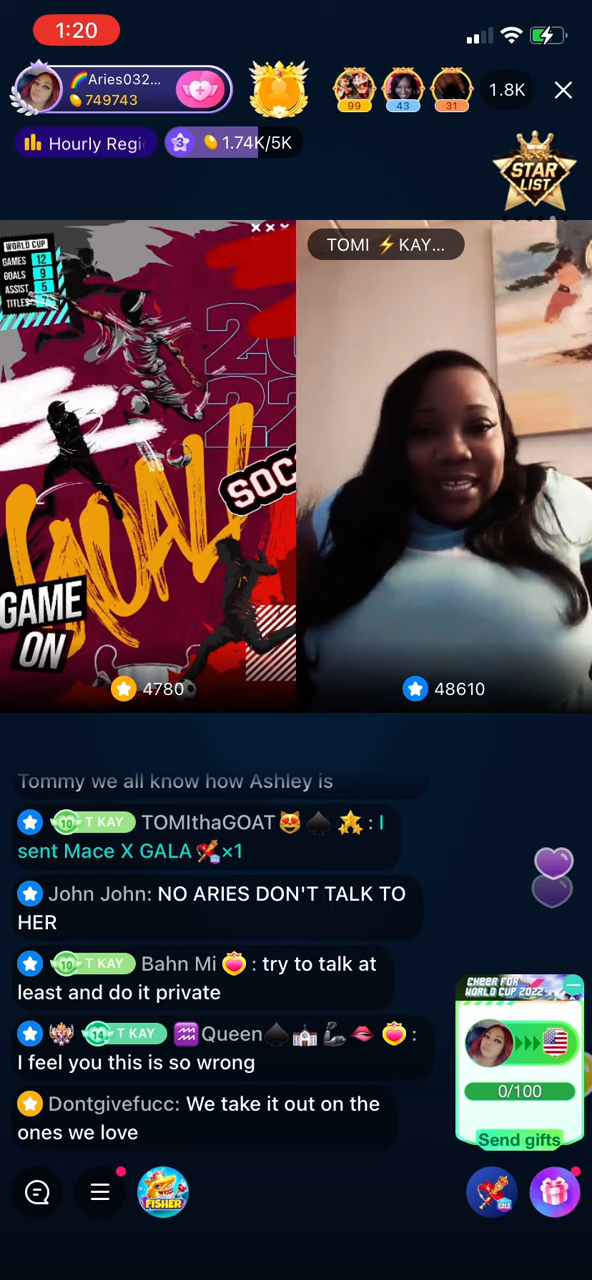 1:20
🌈Aries032...
749743
99
43
31
1.8K
Hourly Regi
3
1.74K/5K
STAR
LIST
WORLD CUP
GAMES 12
GOALS 9
ASSIST 5
TITLES
2022
GOAL!
SOC
GAME
ON
4780
TOMI ⚡KAY...
48610
Tommy we all know how Ashley is
10 T KAY TOMIthaGOAT😻♠️🌟: I
sent Mace X GALA ×1
John John: NO ARIES DON'T TALK TO
HER
10 T KAY Bahn Mi : try to talk at
least and do it private
T KAY ♒Queen♠️💒🦾💋 :
I feel you this is so wrong
Dontgivefucc: We take it out on the
ones we love
CHEER FOR
WORLD CUP 2022
0/100
Send gifts
FISHER
GALA